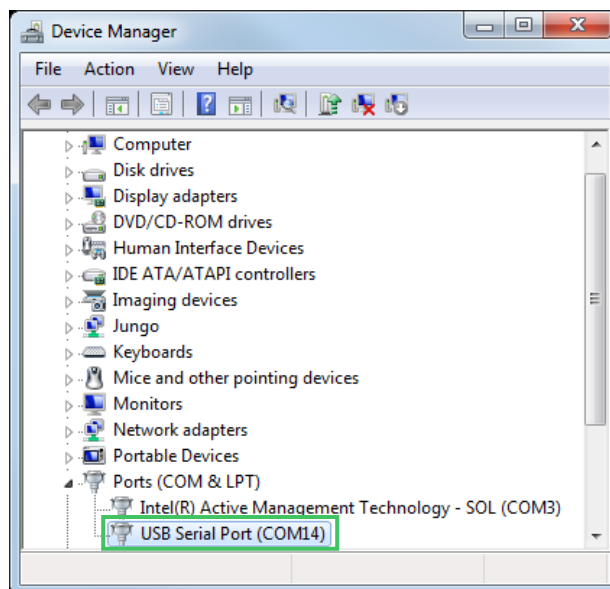 Device Manager
File Action View Help
Computer
Disk drives
Display adapters
DVD/CD-ROM drives
Human Interface Devices
IDE ATA/ATAPI controllers
Imaging devices
Jungo
Keyboards
Mice and other pointing devices
Monitors
Network adapters
Portable Devices
Ports (COM & LPT)
Intel(R) Active Management Technology - SOL (COM3)
USB Serial Port (COM14)